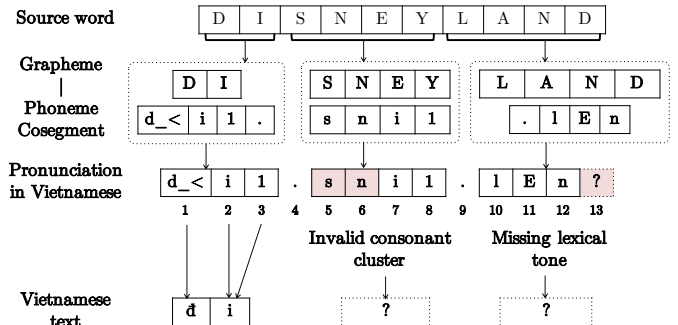 Source word D I S N E Y L A N D
Grapheme
D I S N E Y L A N D
Phoneme
Cosegment
d_< i 1 . s n i 1 . l E n
Pronunciation
in Vietnamese
d_< i 1 . s n i 1 . l E n ?
1 2 3 4 5 6 7 8 9 10 11 12 13
Invalid consonant
cluster
Missing lexical
tone
Vietnamese
text
đ i ? ?